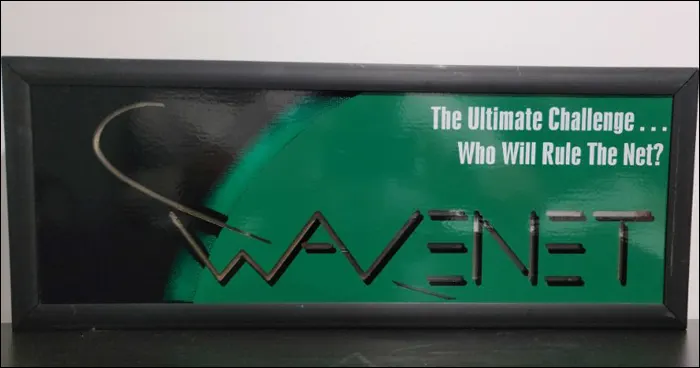 The Ultimate Challenge . . .
Who Will Rule The Net?
WAVENET